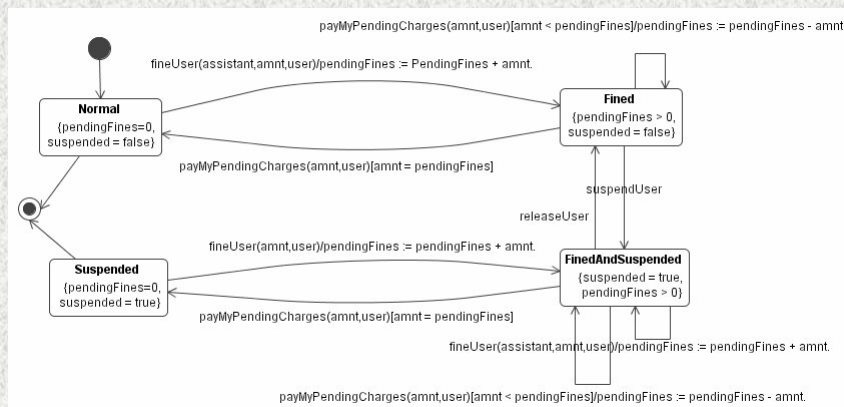 payMyPendingCharges(amnt,user)[amnt < pendingFines]/pendingFines := pendingFines - amnt
fineUser(assistant,amnt,user)/pendingFines := PendingFines + amnt.
Normal
{pendingFines=0,
suspended = false}
Fined
{pendingFines > 0,
suspended = false}
payMyPendingCharges(amnt,user)[amnt = pendingFines]
suspendUser
releaseUser
fineUser(amnt,user)/pendingFines := pendingFines + amnt.
Suspended
{pendingFines=0,
suspended = true}
FinedAndSuspended
{suspended = true,
pendingFines > 0}
payMyPendingCharges(amnt,user)[amnt = pendingFines]
fineUser(assistant,amnt,user)/pendingFines := pendingFines + amnt.
payMyPendingCharges(amnt,user)[amnt < pendingFines]/pendingFines := pendingFines - amnt.